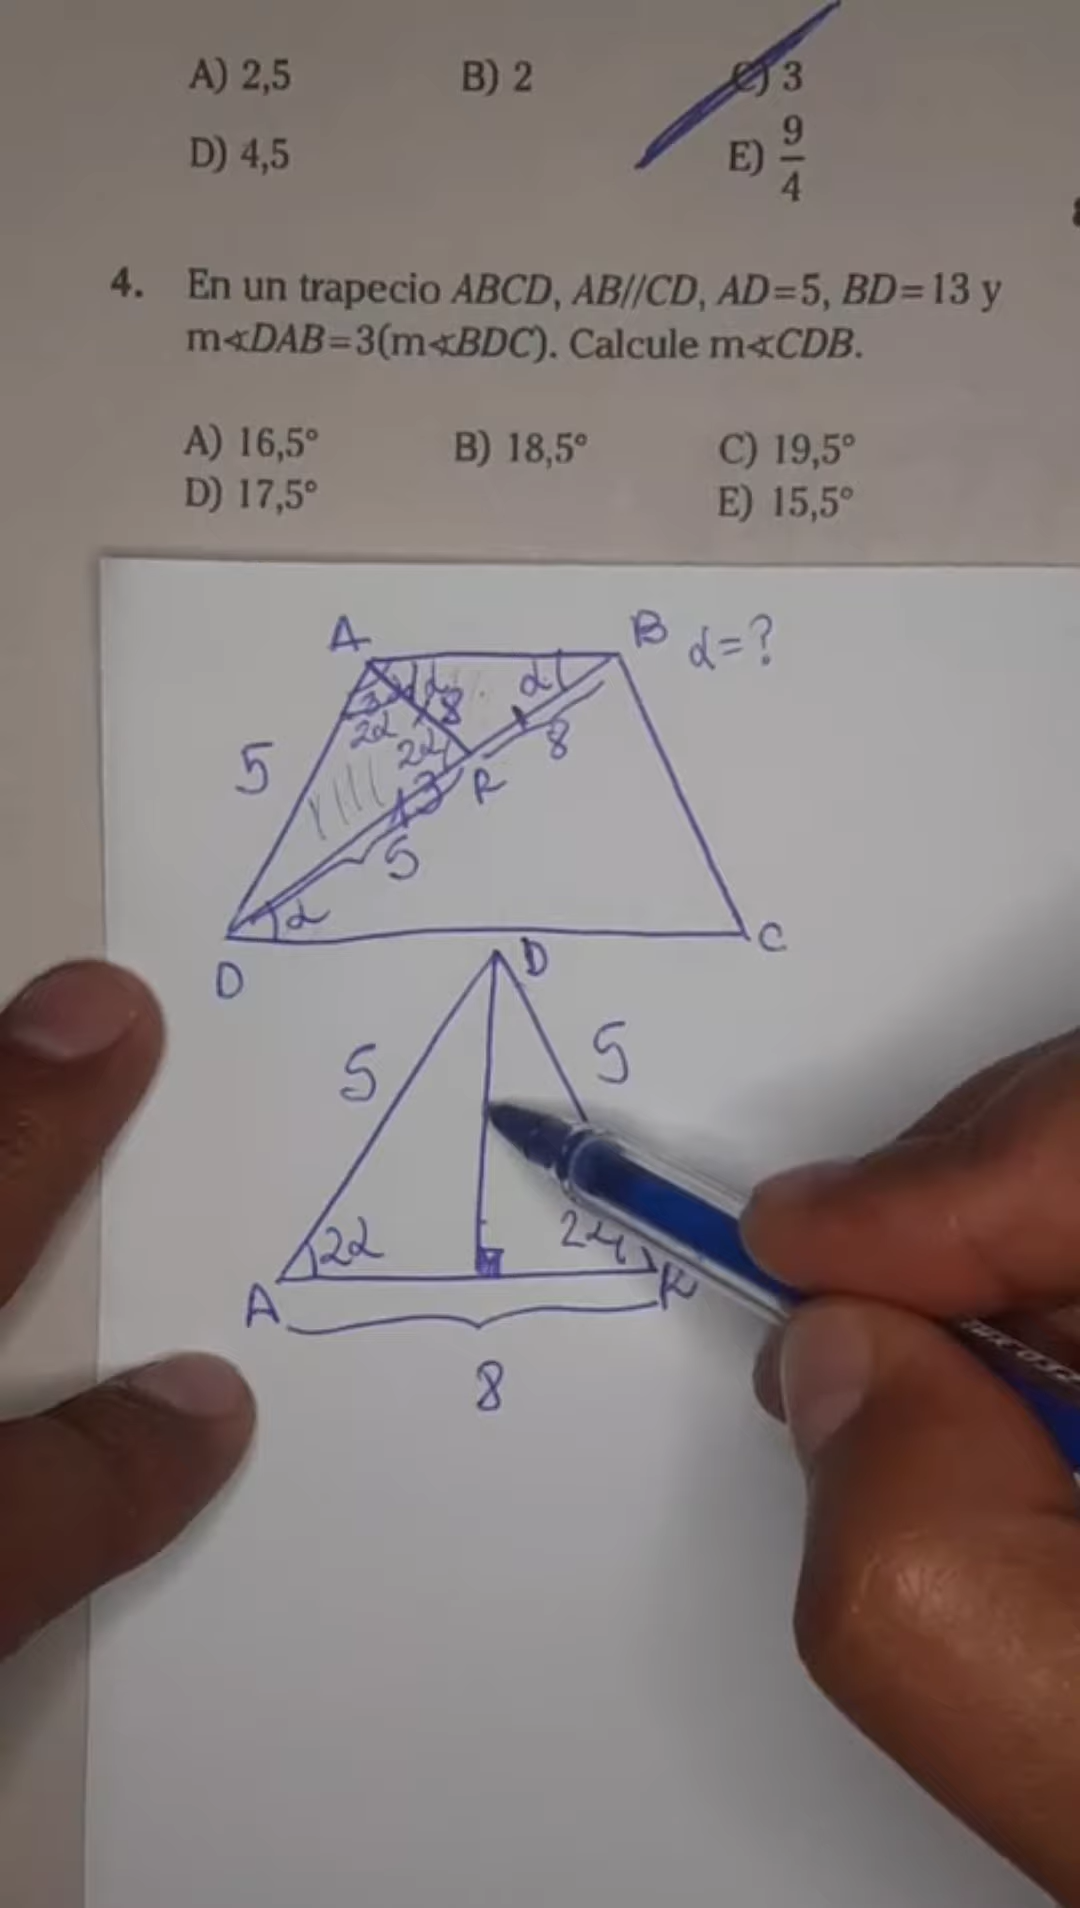 A) 2,5 B) 2 C) 3
D) 4,5 E) 9/4
4. En un trapecio ABCD, AB//CD, AD=5, BD=13 y
m∢DAB=3(m∢BDC). Calcule m∢CDB.
A) 16,5° B) 18,5° C) 19,5°
D) 17,5° E) 15,5°
A B α=?
α α
2α 8
5 2α 8
13 R
5
α
D C
D
5 5
2α 2α
A R
8